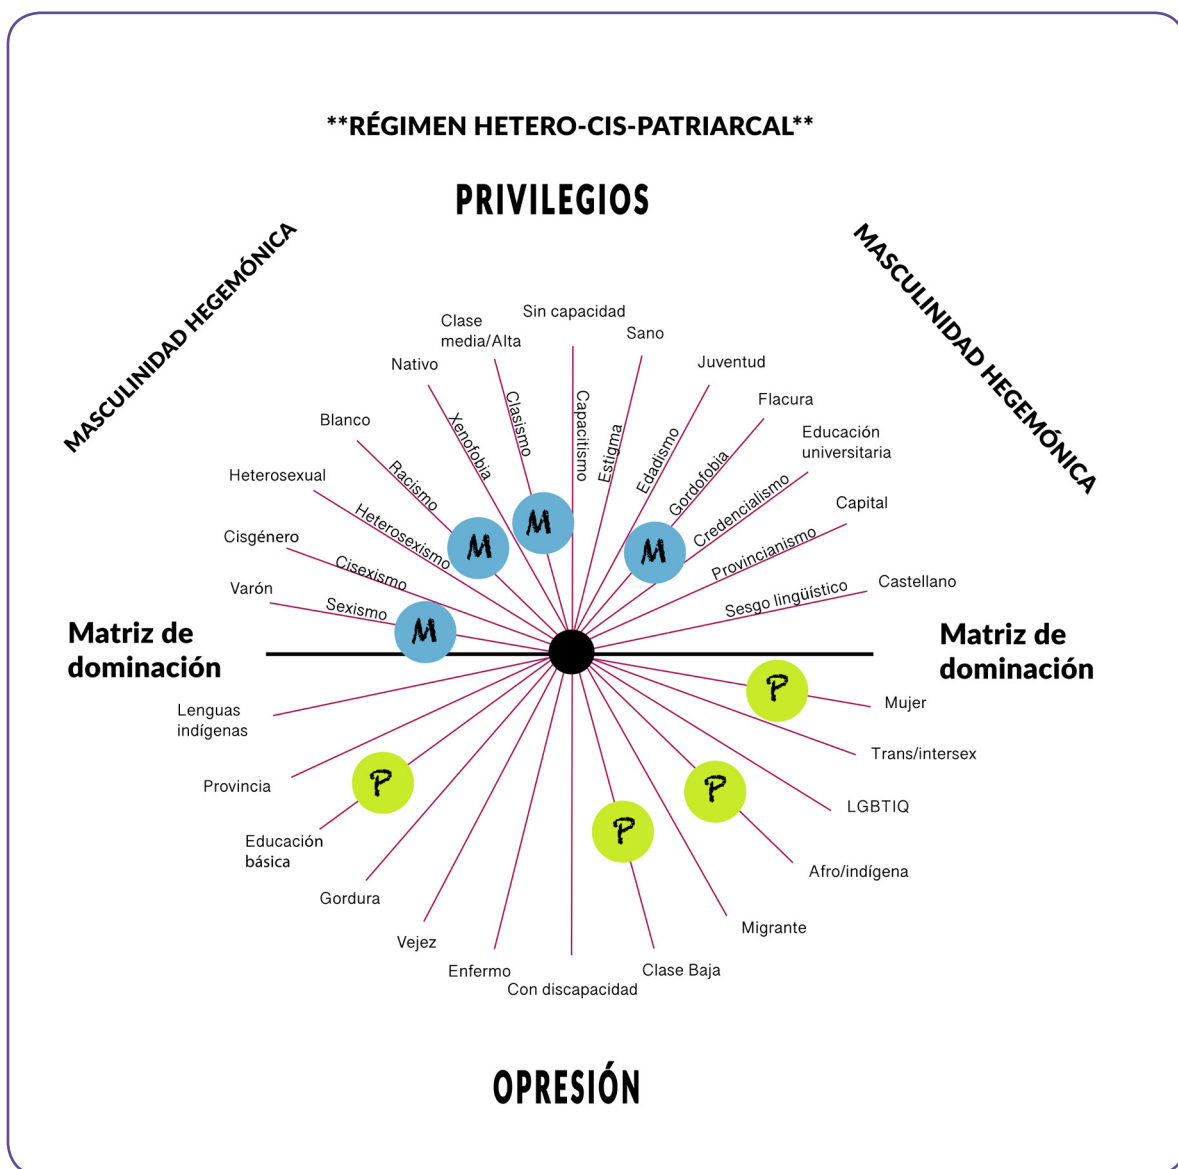 **RÉGIMEN HETERO-CIS-PATRIARCAL**
PRIVILEGIOS
MASCULINIDAD HEGEMÓNICA
MASCULINIDAD HEGEMÓNICA
Sin capacidad
Clase
media/Alta
Sano
Nativo
Juventud
Flacura
Blanco
Educación
universitaria
Heterosexual
Capital
Cisgénero
Castellano
Varón
Sexismo
Cisexismo
Heterosexismo
Racismo
Xenofobia
Clasismo
Capacitismo
Estigma
Edadismo
Gordofobia
Credencialismo
Provincianismo
Sesgo lingüístico
M
M
M
M
Matriz de
dominación
Matriz de
dominación
Lenguas
indígenas
Provincia
Educación
básica
Gordura
Vejez
Enfermo
Con discapacidad
Clase Baja
Migrante
Afro/indígena
LGBTIQ
Trans/intersex
Mujer
P
P
P
P
OPRESIÓN